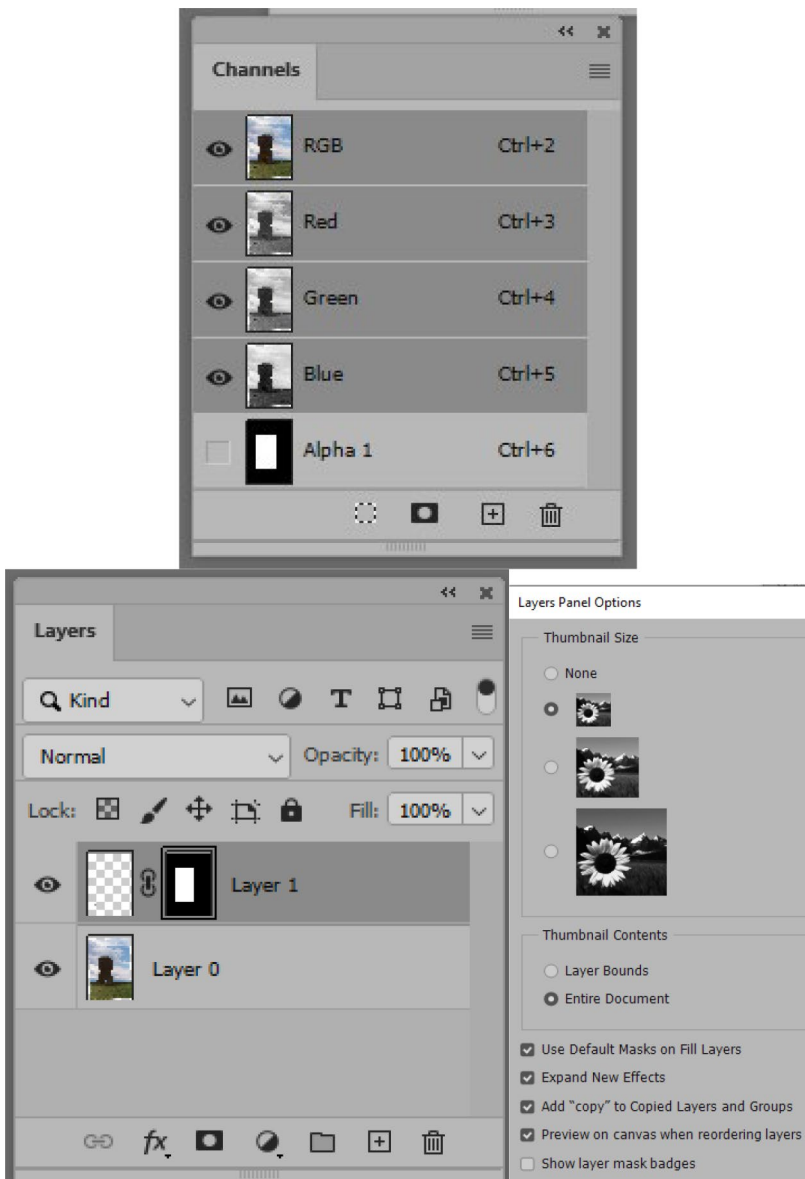 Channels
RGB Ctrl+2
Red Ctrl+3
Green Ctrl+4
Blue Ctrl+5
Alpha 1 Ctrl+6
Layers
Kind
Normal Opacity: 100%
Lock: Fill: 100%
Layer 1
Layer 0
fx
Layers Panel Options
Thumbnail Size
None
Thumbnail Contents
Layer Bounds
Entire Document
Use Default Masks on Fill Layers
Expand New Effects
Add "copy" to Copied Layers and Groups
Preview on canvas when reordering layers
Show layer mask badges